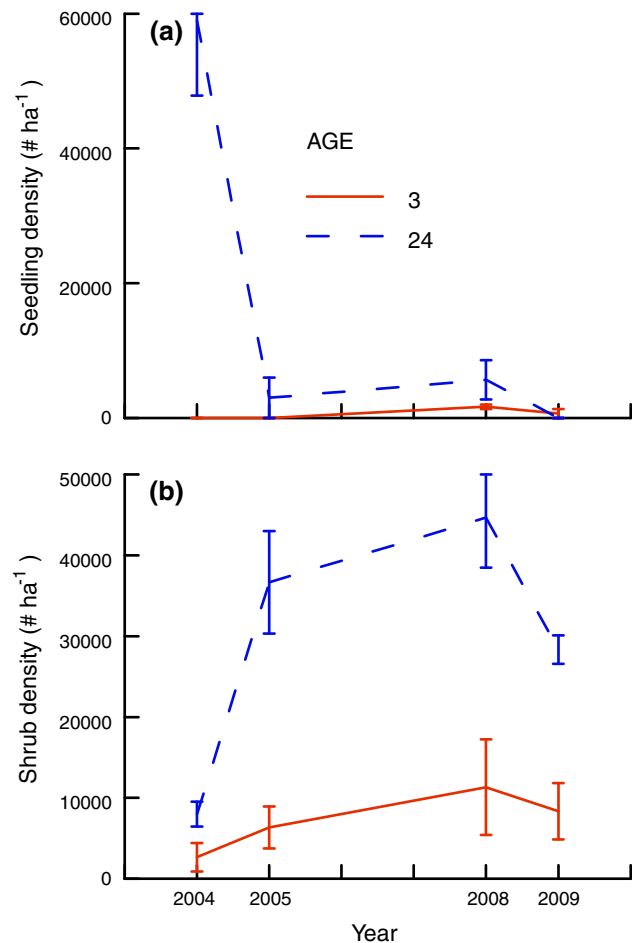 (a)
60000
40000
20000
0
Seedling density (# ha⁻¹)
AGE
3
24
(b)
50000
40000
30000
20000
10000
0
Shrub density (# ha⁻¹)
2004 2005 2008 2009
Year